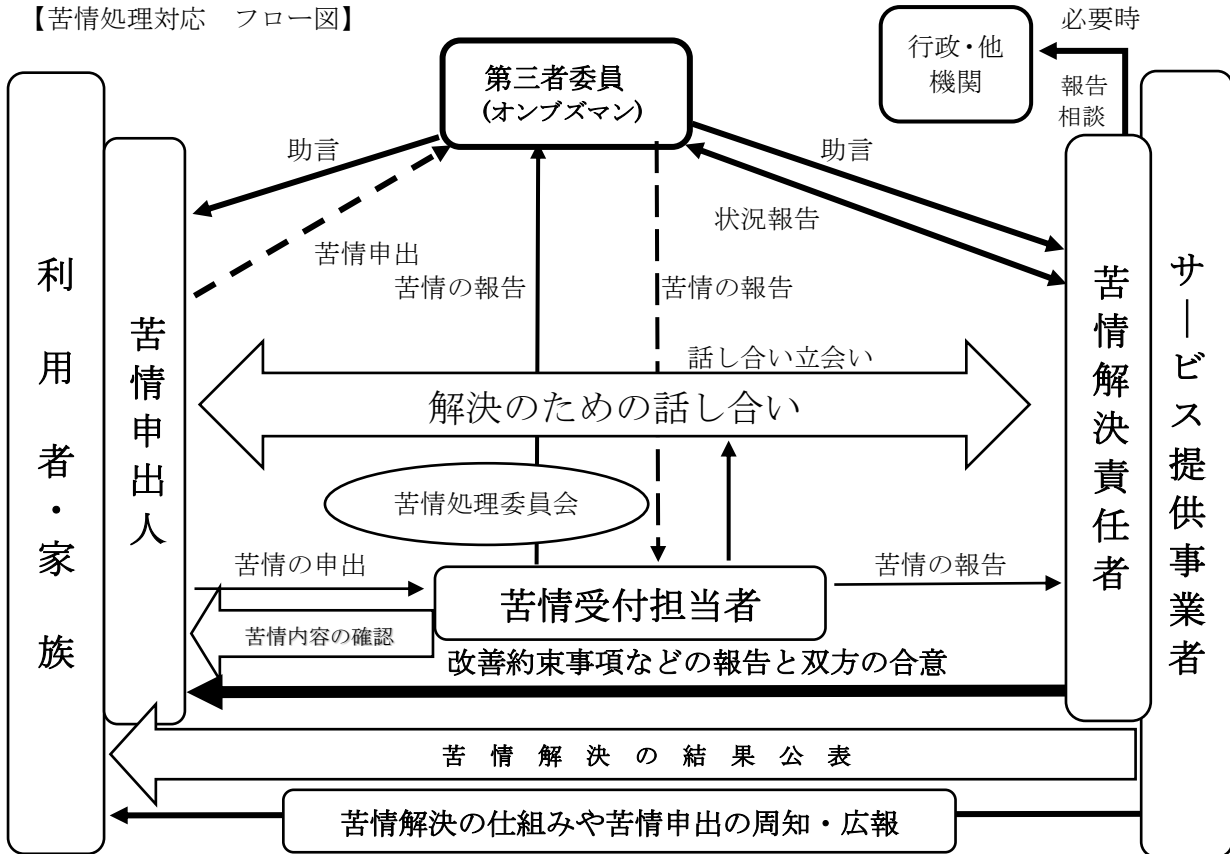 【苦情処理対応　フロー図】
必要時
行政・他
機関
第三者委員
(オンブズマン)
報告
相談
助言
助言
状況報告
苦情申出
苦情の報告
苦情の報告
利用者・家族
苦情申出人
苦情解決責任者
サービス提供事業者
話し合い立会い
解決のための話し合い
苦情処理委員会
苦情の申出
苦情の報告
苦情受付担当者
苦情内容の確認
改善約束事項などの報告と双方の合意
苦情解決の結果公表
苦情解決の仕組みや苦情申出の周知・広報